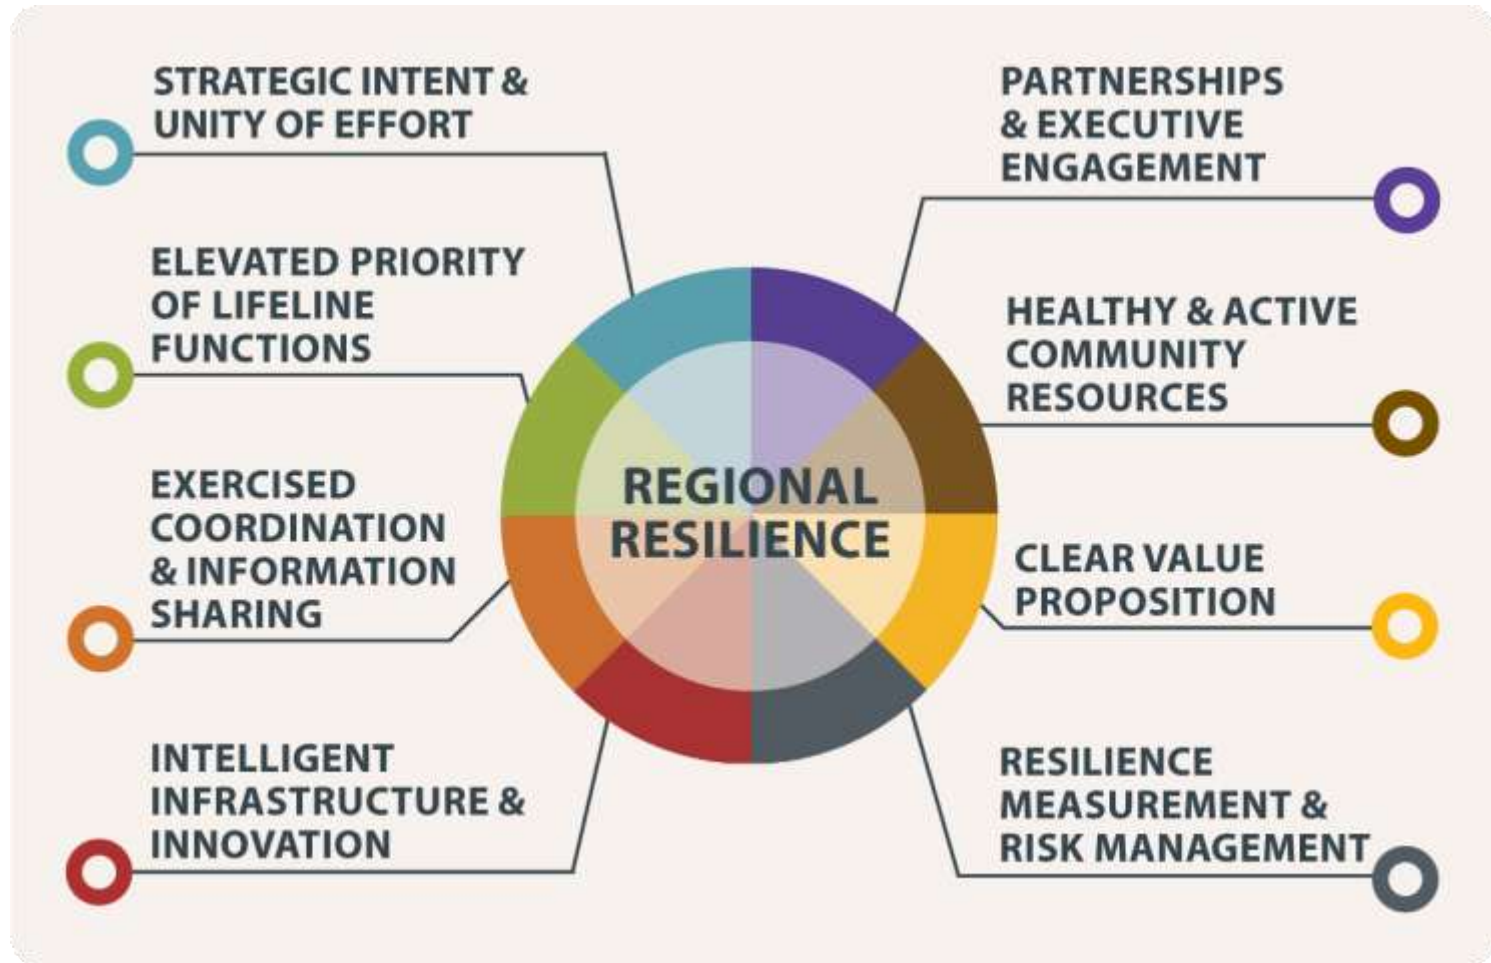 STRATEGIC INTENT &
UNITY OF EFFORT
ELEVATED PRIORITY
OF LIFELINE
FUNCTIONS
EXERCISED
COORDINATION
& INFORMATION
SHARING
INTELLIGENT
INFRASTRUCTURE &
INNOVATION
REGIONAL
RESILIENCE
PARTNERSHIPS
& EXECUTIVE
ENGAGEMENT
HEALTHY & ACTIVE
COMMUNITY
RESOURCES
CLEAR VALUE
PROPOSITION
RESILIENCE
MEASUREMENT &
RISK MANAGEMENT